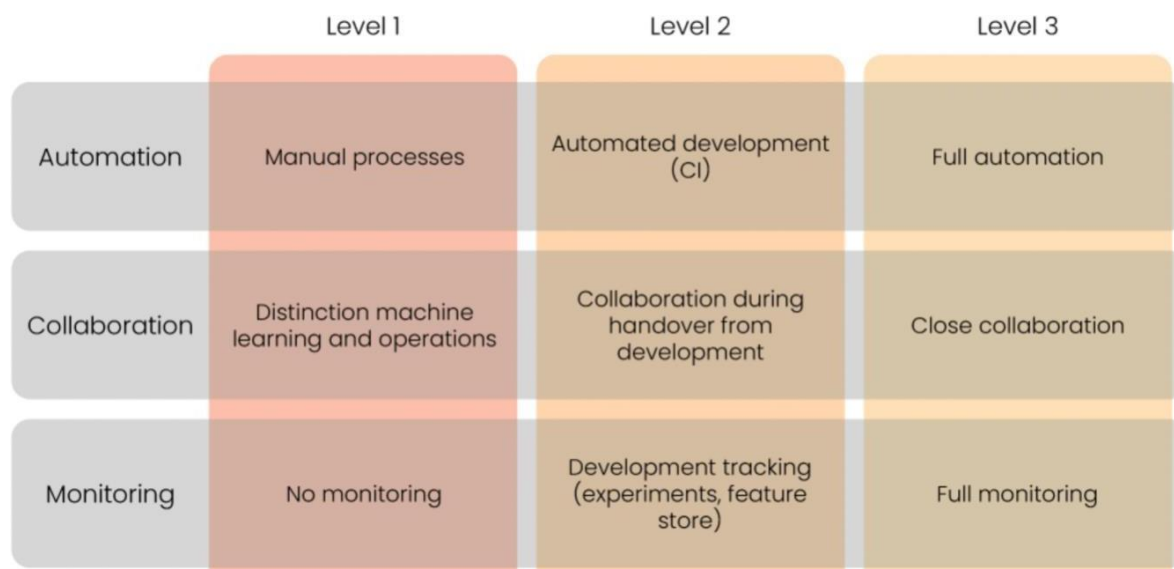 Level 1
Level 2
Level 3
Automation
Manual processes
Automated development
(CI)
Full automation
Collaboration
Distinction machine
learning and operations
Collaboration during
handover from
development
Close collaboration
Monitoring
No monitoring
Development tracking
(experiments, feature
store)
Full monitoring